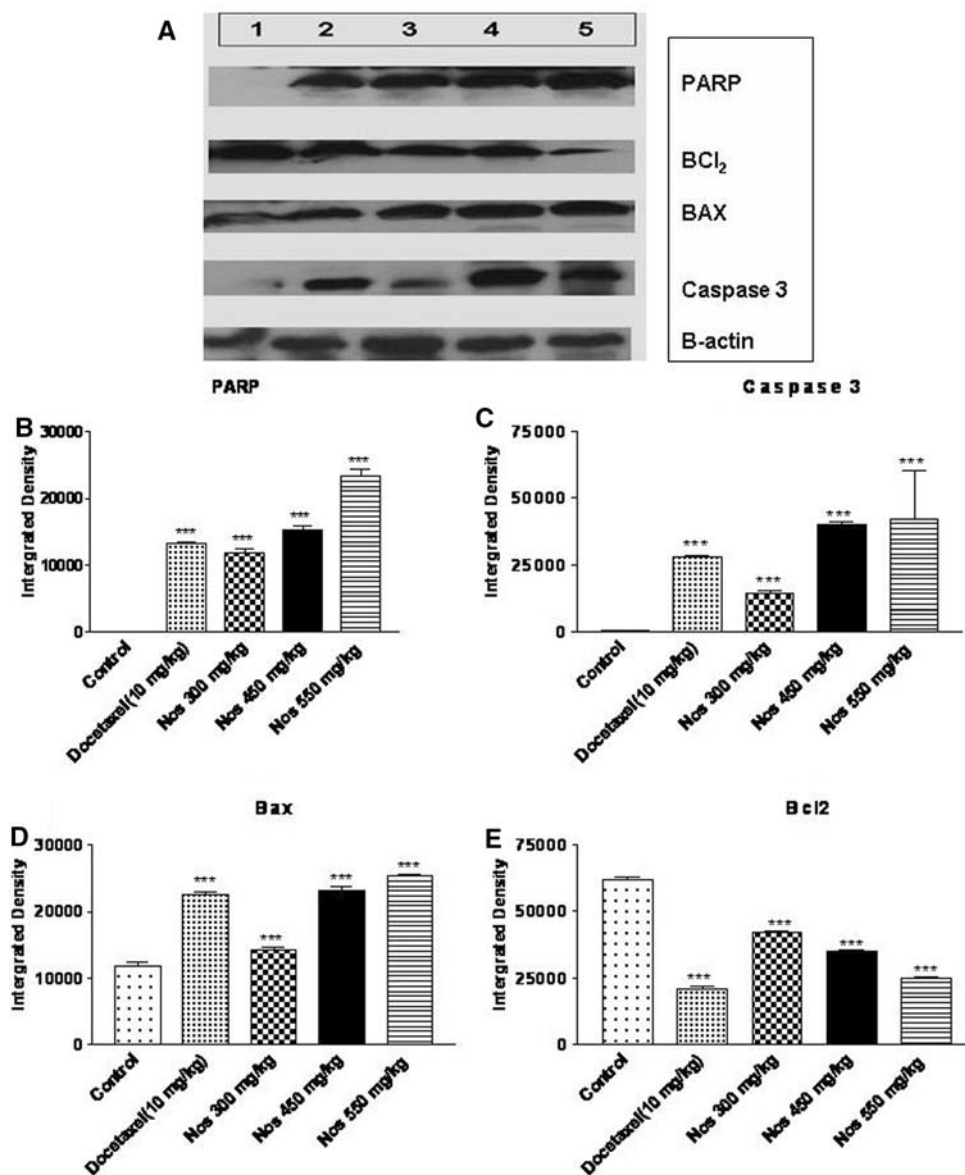 A
1 2 3 4 5
PARP
BCl2
BAX
Caspase 3
B-actin
PARP
B
Intergrated Density
30000
20000
10000
0
***
***
***
***
Control
Docetaxel(10 mg/kg)
Nos 300 mg/kg
Nos 450 mg/kg
Nos 550 mg/kg
Caspase 3
C
Intergrated Density
75000
50000
25000
0
***
***
***
***
Control
Docetaxel(10 mg/kg)
Nos 300 mg/kg
Nos 450 mg/kg
Nos 550 mg/kg
Bax
D
Intergrated Density
30000
20000
10000
0
***
***
***
***
Control
Docetaxel(10 mg/kg)
Nos 300 mg/kg
Nos 450 mg/kg
Nos 550 mg/kg
Bcl2
E
Intergrated Density
75000
50000
25000
0
***
***
***
***
Control
Docetaxel(10 mg/kg)
Nos 300 mg/kg
Nos 450 mg/kg
Nos 550 mg/kg